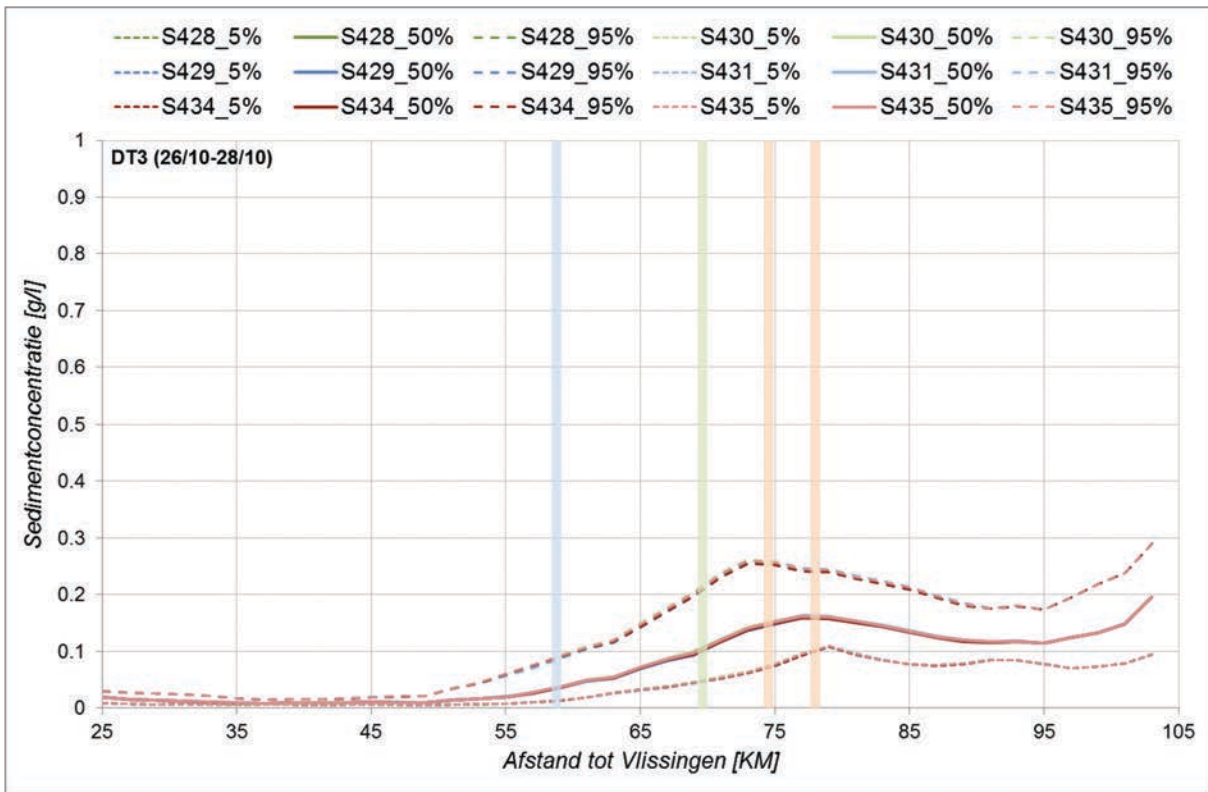 S428_5% S428_50% S428_95% S430_5% S430_50% S430_95%
S429_5% S429_50% S429_95% S431_5% S431_50% S431_95%
S434_5% S434_50% S434_95% S435_5% S435_50% S435_95%
DT3 (26/10-28/10)
1
0.9
0.8
0.7
0.6
0.5
0.4
0.3
0.2
0.1
0
Sedimentconcentratie [g/l]
25 35 45 55 65 75 85 95 105
Afstand tot Vlissingen [KM]